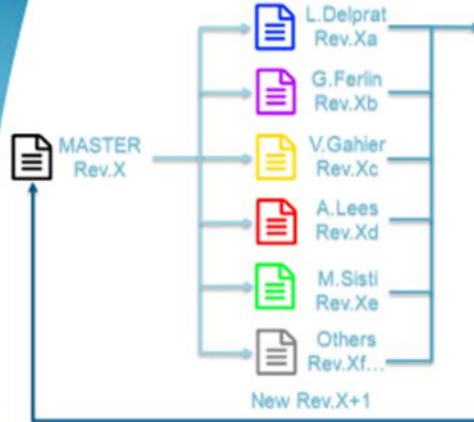 L.Delprat
Rev.Xa
G.Ferlin
Rev.Xb
MASTER
Rev.X
V.Gahier
Rev.Xc
A.Lees
Rev.Xd
M.Sisti
Rev.Xe
Others
Rev.Xf...
New Rev.X+1